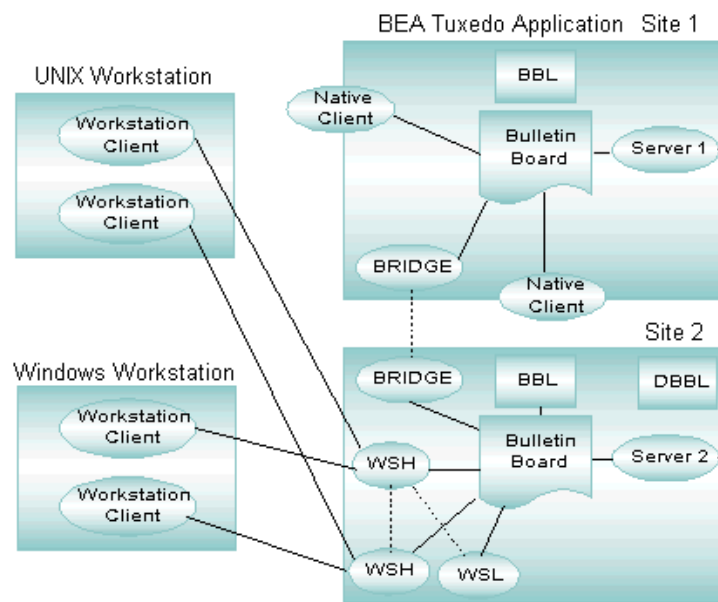 BEA Tuxedo Application Site 1
UNIX Workstation
Workstation
Client
Workstation
Client
Native
Client
BBL
Bulletin
Board
Server 1
BRIDGE
Native
Client
Site 2
Windows Workstation
Workstation
Client
Workstation
Client
BRIDGE
BBL
DBBL
Bulletin
Board
Server 2
WSH
WSH
WSL